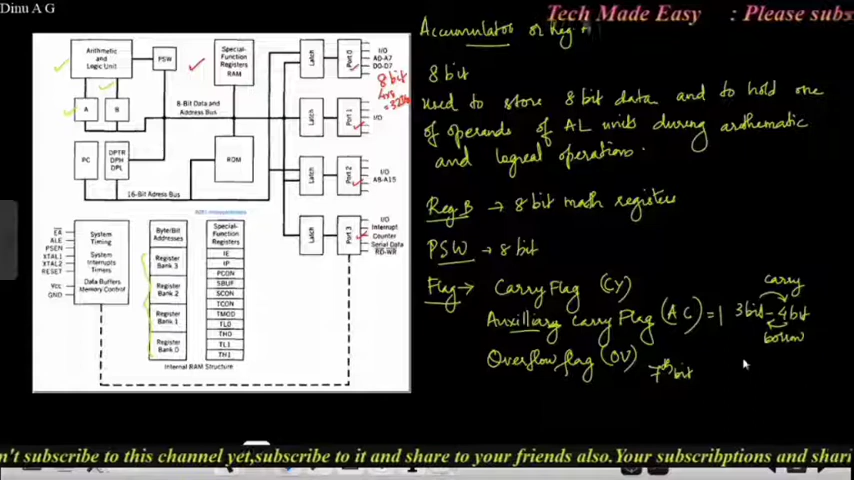 Dinu A G
Tech Made Easy : Please subs
Arithmetic
and
Logic Unit
PSW
Special-
Function
Registers
RAM
Latch
Port 0
I/O
AD-A7
D0-D7
8 bit
4x8
=32
A
B
8-Bit Data and
Address Bus
Latch
Port 1
I/O
PC
DPTR
DPH
DPL
ROM
Latch
Port 2
I/O
A8-A15
16-Bit Adress Bus
Latch
Port 3
I/O
Interrupt
Counter
Serial Data
RD-WR
EA
ALE
PSEN
XTAL1
XTAL2
RESET
Vcc
GND
System
Timing
System
Interrupts
Timers
Data Buffers
Memory Control
Byte/Bit
Addresses
Register
Bank 3
Register
Bank 2
Register
Bank 1
Register
Bank 0
Special-
Function
Registers
IE
IP
PCON
SBUF
SCON
TCON
TMOD
TL0
TH0
TL1
TH1
Internal RAM Structure
Accumulator or Reg A
8 bit
used to store 8 bit data and to hold one
of operands of AL units during arthematic
and logical operations.
Reg B → 8 bit math registers
PSW → 8 bit
Flag → Carry Flag (CY)
carry
Auxilliary Carry Flag (AC) = 1 3bit - 4bit
borrow
Overflow flag (OV) 7th bit
n't subscribe to this channel yet,subscribe to it and share to your friends also.Your subscribptions and shari